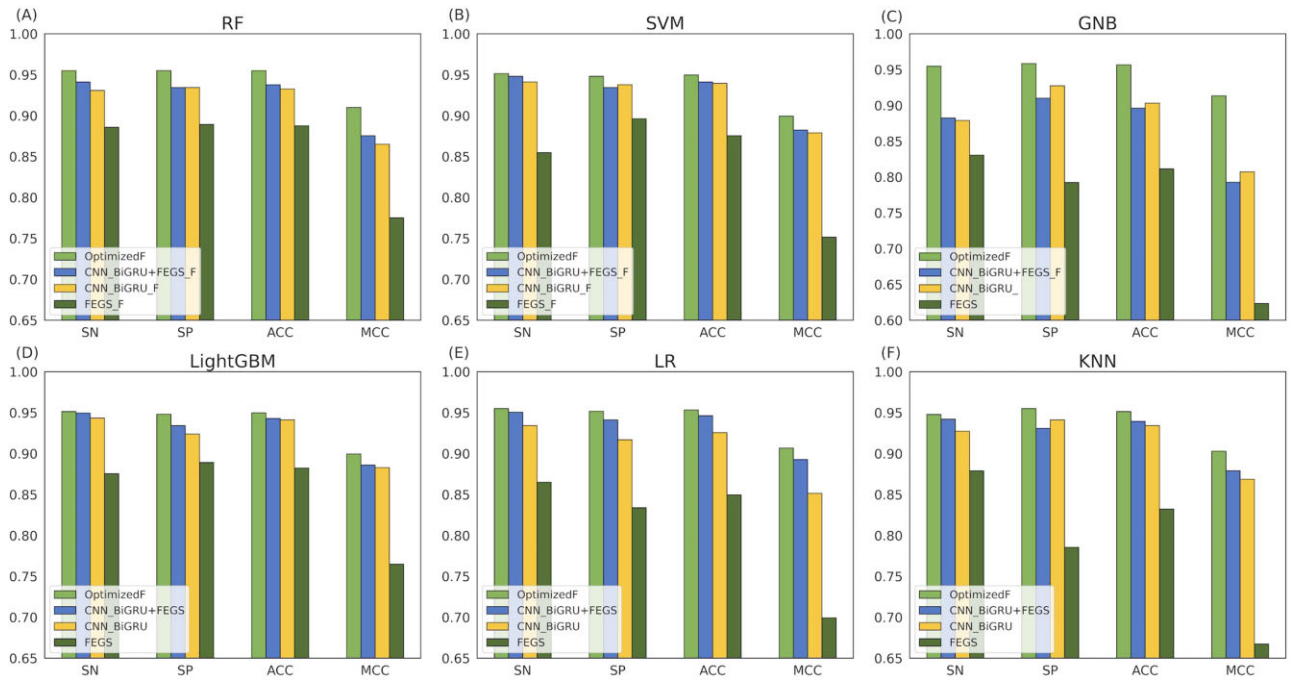 (A)
RF
1.00
0.95
0.90
0.85
0.80
0.75
0.70
0.65
OptimizedF
CNN_BiGRU+FEGS_F
CNN_BiGRU_F
FEGS_F
SN SP ACC MCC
(B)
SVM
1.00
0.95
0.90
0.85
0.80
0.75
0.70
0.65
OptimizedF
CNN_BiGRU+FEGS_F
CNN_BiGRU_F
FEGS_F
SN SP ACC MCC
(C)
GNB
1.00
0.95
0.90
0.85
0.80
0.75
0.70
0.65
0.60
OptimizedF
CNN_BiGRU+FEGS_F
CNN_BiGRU_
FEGS
SN SP ACC MCC
(D)
LightGBM
1.00
0.95
0.90
0.85
0.80
0.75
0.70
0.65
OptimizedF
CNN_BiGRU+FEGS
CNN_BiGRU
FEGS
SN SP ACC MCC
(E)
LR
1.00
0.95
0.90
0.85
0.80
0.75
0.70
0.65
OptimizedF
CNN_BiGRU+FEGS
CNN_BiGRU
FEGS
SN SP ACC MCC
(F)
KNN
1.00
0.95
0.90
0.85
0.80
0.75
0.70
0.65
OptimizedF
CNN_BiGRU+FEGS
CNN_BiGRU
FEGS
SN SP ACC MCC